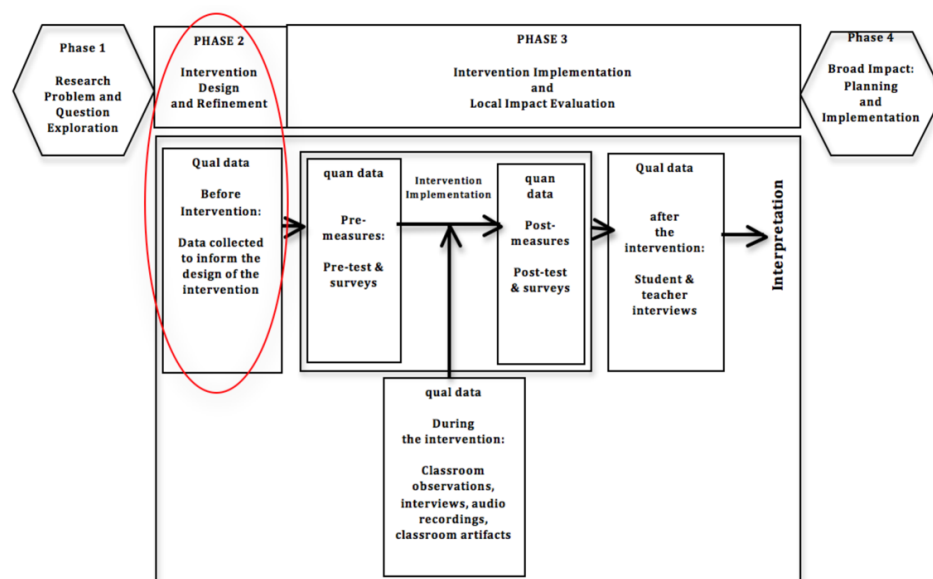 Phase 1
Research
Problem and
Question
Exploration
PHASE 2
Intervention
Design
and Refinement
PHASE 3
Intervention Implementation
and
Local Impact Evaluation
Phase 4
Broad Impact:
Planning
and
Implementation
Qual data
Before
Intervention:
Data collected
to inform the
design of the
intervention
quan data
Pre-
measures:
Pre-test &
surveys
Intervention
Implementation
quan
data
Post-
measures
Post-test
& surveys
Qual data
after
the
intervention:
Student &
teacher
interviews
Interpretation
qual data
During
the intervention:
Classroom
observations,
interviews, audio
recordings,
classroom artifacts